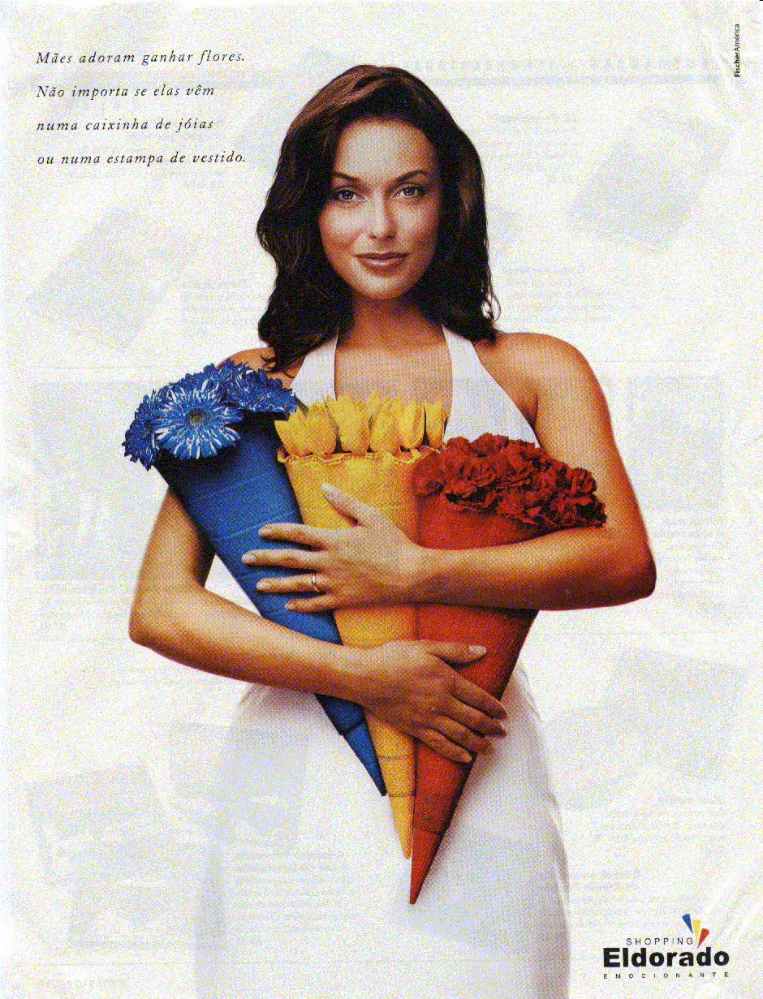 Mães adoram ganhar flores.
Não importa se elas vêm
numa caixinha de jóias
ou numa estampa de vestido.
FischerAmérica
SHOPPING
Eldorado
EMOCIONANTE